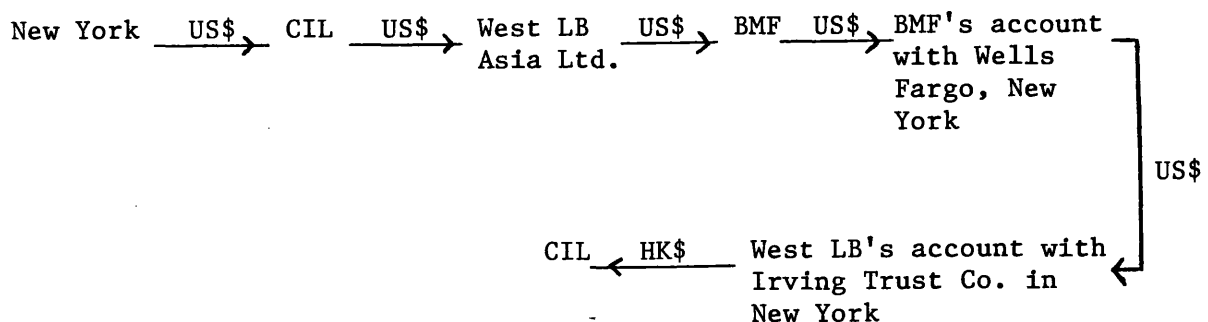 New York US$ CIL US$ West LB US$ BMF US$ BMF's account
Asia Ltd. with Wells
Fargo, New
York
US$
CIL HK$ West LB's account with
Irving Trust Co. in
New York